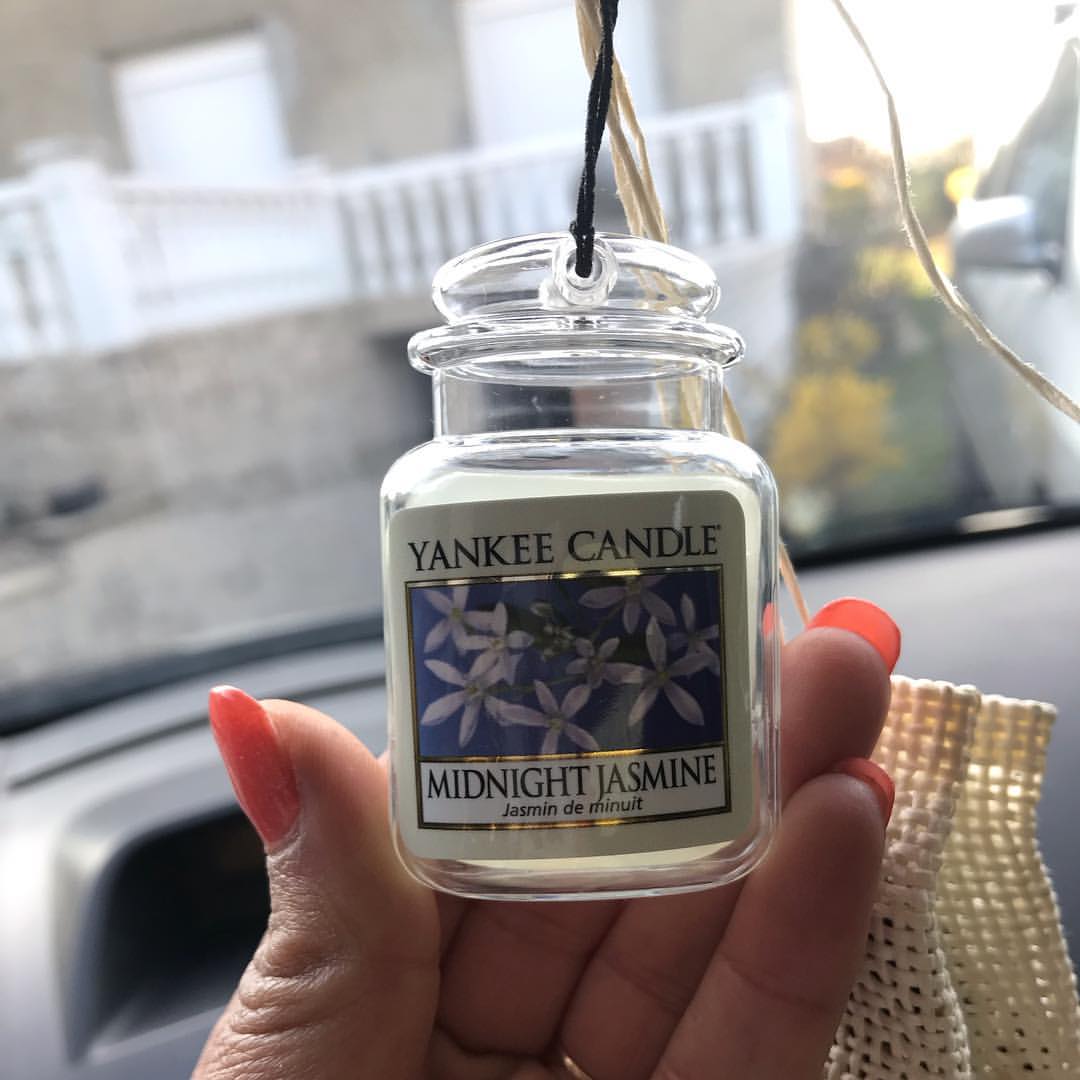 YANKEE CANDLE®
MIDNIGHT JASMINE
Jasmin de minuit